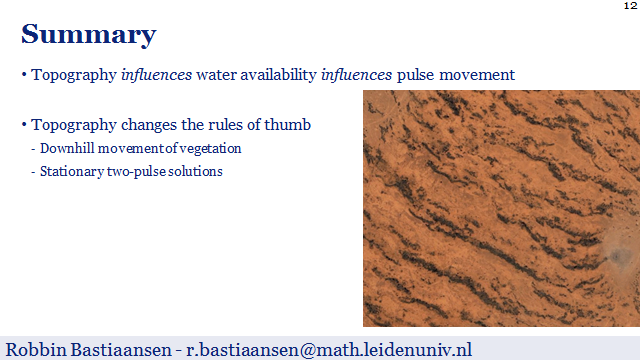 12
Summary
• Topography influences water availability influences pulse movement
• Topography changes the rules of thumb
- Downhill movement of vegetation
- Stationary two-pulse solutions
Robbin Bastiaansen - r.bastiaansen@math.leidenuniv.nl